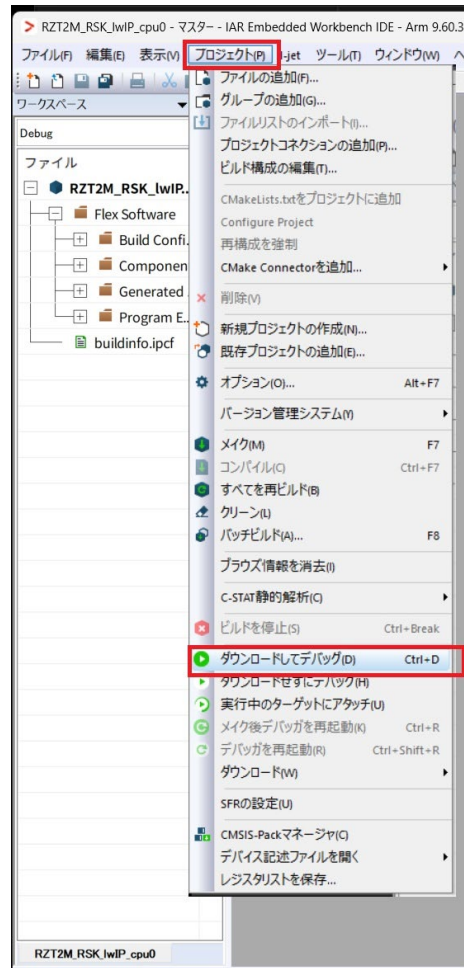 RZT2M_RSK_lwIP_cpu0 - マスター - IAR Embedded Workbench IDE - Arm 9.60.3
ファイル(F) 編集(E) 表示(V) プロジェクト(P) I-jet ツール(T) ウィンドウ(W)
ワークスペース
Debug
ファイル
RZT2M_RSK_lwIP..
Flex Software
Build Confi.
Componen
Generated
Program E..
buildinfo.ipcf
ファイルの追加(F)...
グループの追加(G)...
ファイルリストのインポート(I)...
プロジェクトコネクションの追加(P)...
ビルド構成の編集(T)...
CMakeLists.txtをプロジェクトに追加
Configure Project
再構成を強制
CMake Connectorを追加...
削除(V)
新規プロジェクトの作成(N)...
既存プロジェクトの追加(E)...
オプション(O)... Alt+F7
バージョン管理システム(Y)
メイク(M) F7
コンパイル(C) Ctrl+F7
すべてを再ビルド(B)
クリーン(L)
バッチビルド(A)... F8
ブラウズ情報を消去(I)
C-STAT静的解析(C)
ビルドを停止(S) Ctrl+Break
ダウンロードしてデバッグ(D) Ctrl+D
ダウンロードせずにデバッグ(H)
実行中のターゲットにアタッチ(U)
メイク後デバッガを再起動(K) Ctrl+R
デバッガを再起動(R) Ctrl+Shift+R
ダウンロード(W)
SFRの設定(U)
CMSIS-Packマネージャ(C)
デバイス記述ファイルを開く
レジスタリストを保存...
RZT2M_RSK_lwIP_cpu0